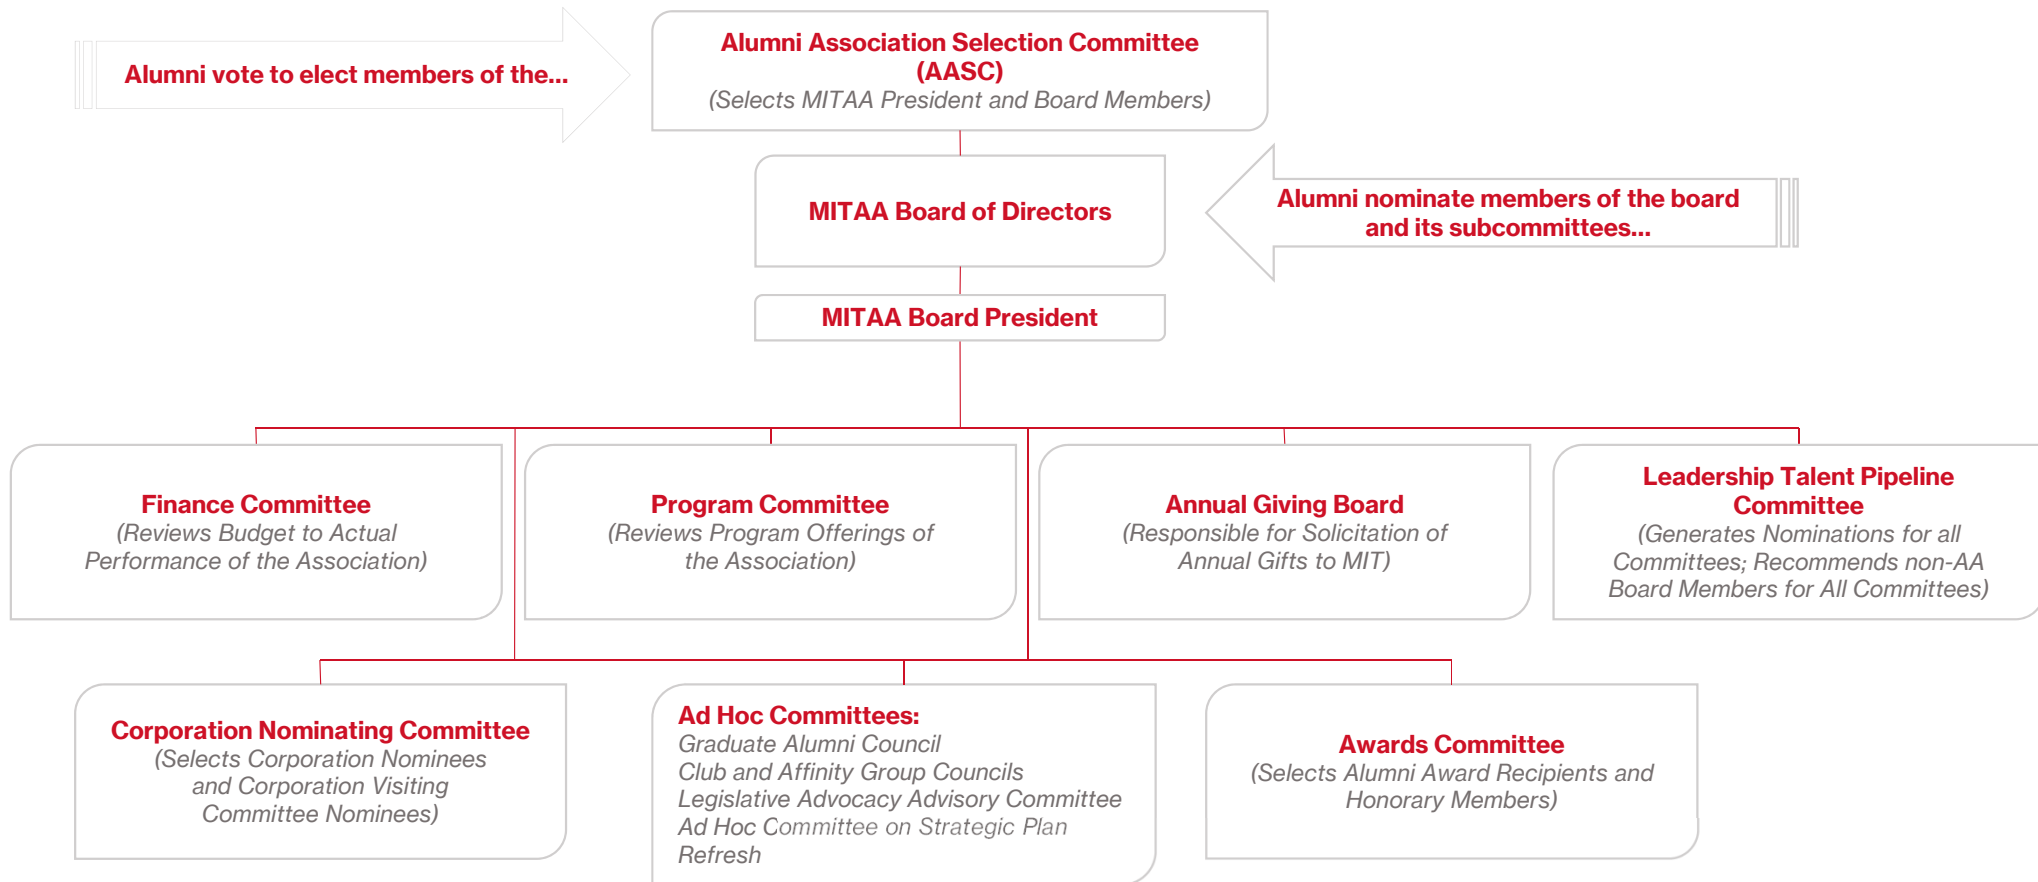 Alumni vote to elect members of the...
Alumni Association Selection Committee
(AASC)
(Selects MITAA President and Board Members)
MITAA Board of Directors
Alumni nominate members of the board
and its subcommittees...
MITAA Board President
Finance Committee
(Reviews Budget to Actual
Performance of the Association)
Program Committee
(Reviews Program Offerings of
the Association)
Annual Giving Board
(Responsible for Solicitation of
Annual Gifts to MIT)
Leadership Talent Pipeline
Committee
(Generates Nominations for all
Committees; Recommends non-AA
Board Members for All Committees)
Corporation Nominating Committee
(Selects Corporation Nominees
and Corporation Visiting
Committee Nominees)
Ad Hoc Committees:
Graduate Alumni Council
Club and Affinity Group Councils
Legislative Advocacy Advisory Committee
Ad Hoc Committee on Strategic Plan
Refresh
Awards Committee
(Selects Alumni Award Recipients and
Honorary Members)